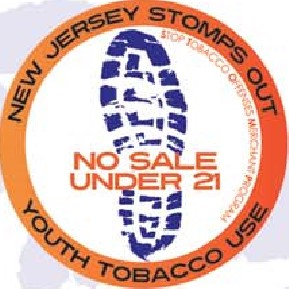 NEW JERSEY STOMPS OUT
STOP TOBACCO OFFENSES MERCHANT PROGRAM
NO SALE
UNDER 21
YOUTH TOBACCO USE